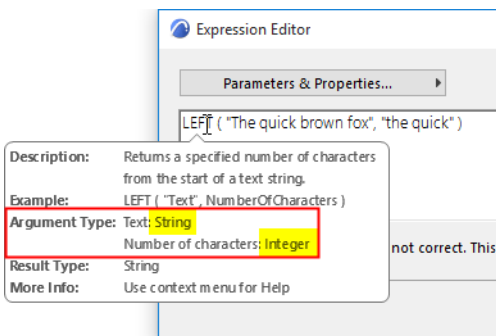 Expression Editor
Parameters & Properties...
LEFT ( "The quick brown fox", "the quick" )
Description: Returns a specified number of characters
from the start of a text string.
Example: LEFT ( "Text", NumberOfCharacters )
Argument Type: Text: String
Number of characters: Integer
not correct. This
Result Type: String
More Info: Use context menu for Help